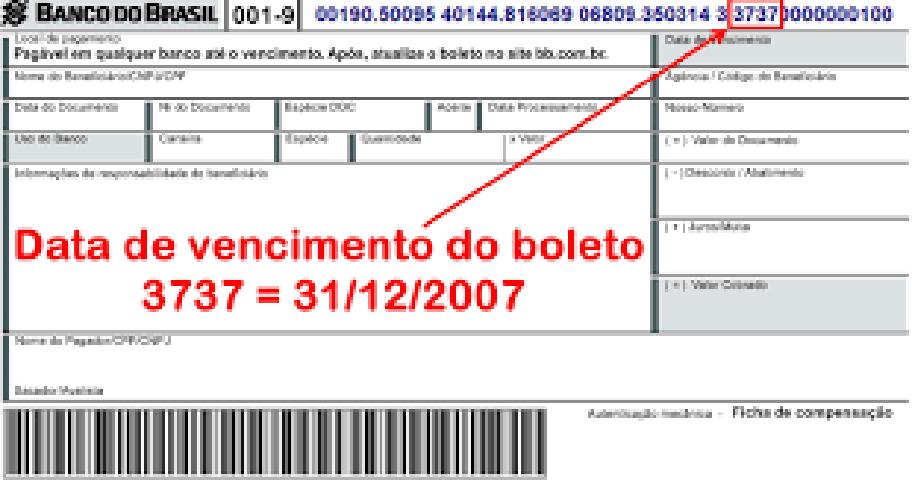 BANCO DO BRASIL 001-9 00190.50095 40144.816069 06809.350314 3 37370000000100
Local de pagamento
Pagável em qualquer banco até o vencimento. Após, atualize o boleto no site bb.com.br.
Data de vencimento
Nome do Beneficiário/CNPJ/CPF
Agência / Código do Beneficiário
Data do Documento Nr do Documento Espécie DOC Aceite Data Processamento
Nosso-Número
Uso do Banco Carteira Espécie Quantidade x Valor
( = ) Valor do Documento
Informações de responsabilidade do beneficiário
( - ) Desconto / Abatimento
( + ) Juros/Multa
Data de vencimento do boleto
3737 = 31/12/2007
( = ) Valor Cobrado
Nome do Pagador/CPF/CNPJ
Sacador/Avalista
Autenticação mecânica - Ficha de compensação